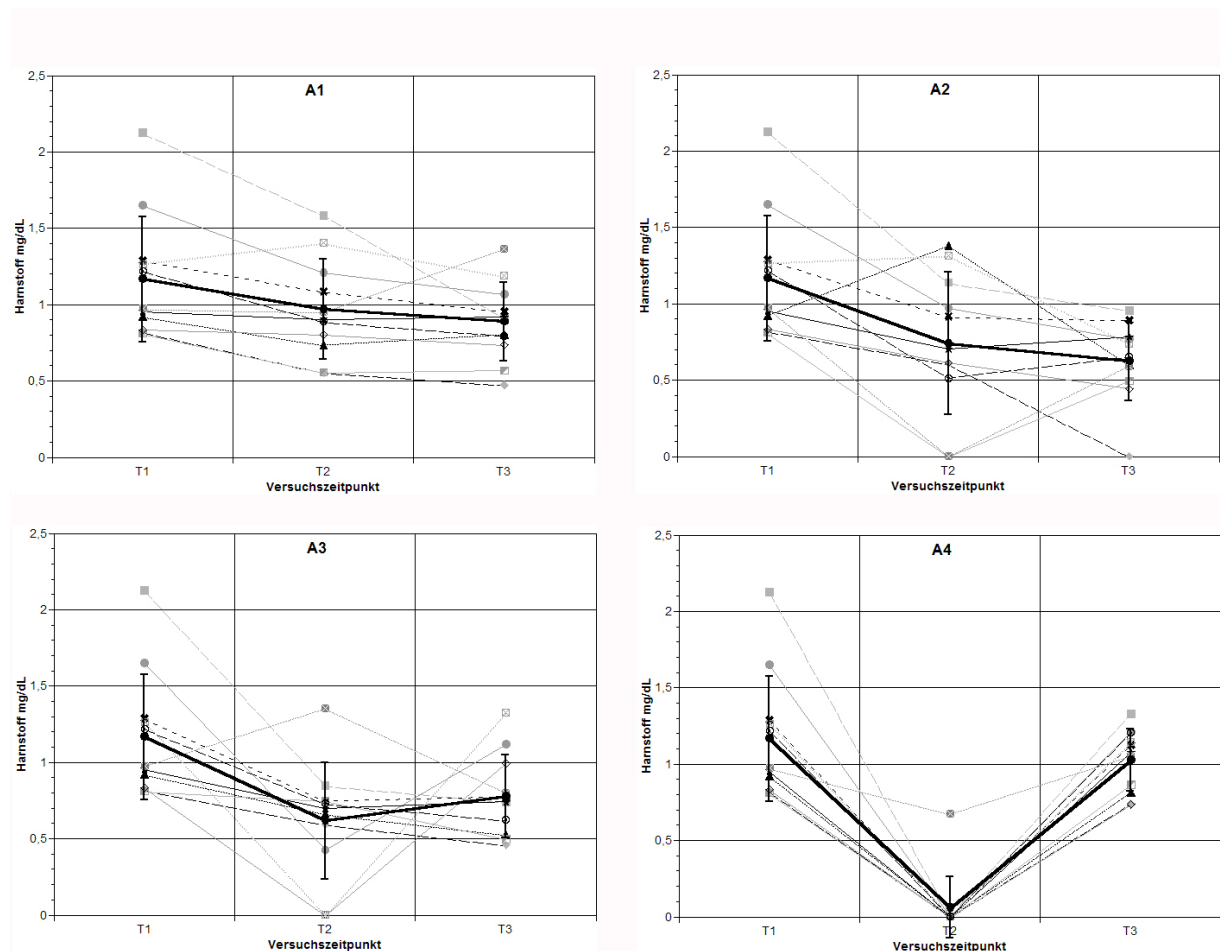 A1
Harnstoff mg/dL
2,5
2
1,5
1
0,5
0
T1 T2 T3
Versuchszeitpunkt
A2
Harnstoff mg/dL
2,5
2
1,5
1
0,5
0
T1 T2 T3
Versuchszeitpunkt
A3
Harnstoff mg/dL
2,5
2
1,5
1
0,5
0
T1 T2 T3
Versuchszeitpunkt
A4
Harnstoff mg/dL
2,5
2
1,5
1
0,5
0
T1 T2 T3
Versuchszeitpunkt